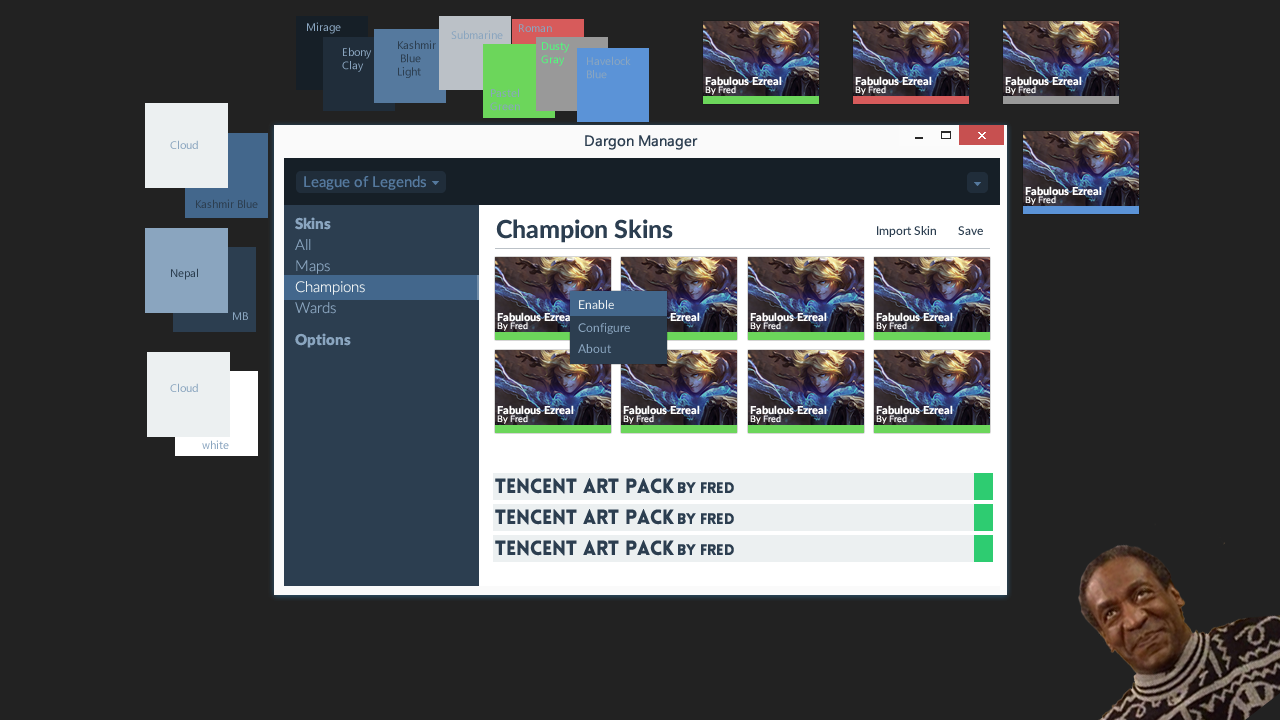 Mirage
Ebony
Clay
Kashmir
Blue
Light
Submarine
Roman
Pastel
Green
Dusty
Gray
Havelock
Blue
Fabulous Ezreal
By Fred
Fabulous Ezreal
By Fred
Fabulous Ezreal
By Fred
Fabulous Ezreal
By Fred
Cloud
Kashmir Blue
Nepal
MB
Cloud
white
Dargon Manager
League of Legends
Skins
All
Maps
Champions
Wards
Options
Champion Skins
Import Skin
Save
Fabulous Ezreal
By Fred
Ezreal
Fabulous Ezreal
By Fred
Fabulous Ezreal
By Fred
Enable
Configure
About
Fabulous Ezreal
By Fred
Fabulous Ezreal
By Fred
Fabulous Ezreal
By Fred
Fabulous Ezreal
By Fred
TENCENT ART PACK BY FRED
TENCENT ART PACK BY FRED
TENCENT ART PACK BY FRED